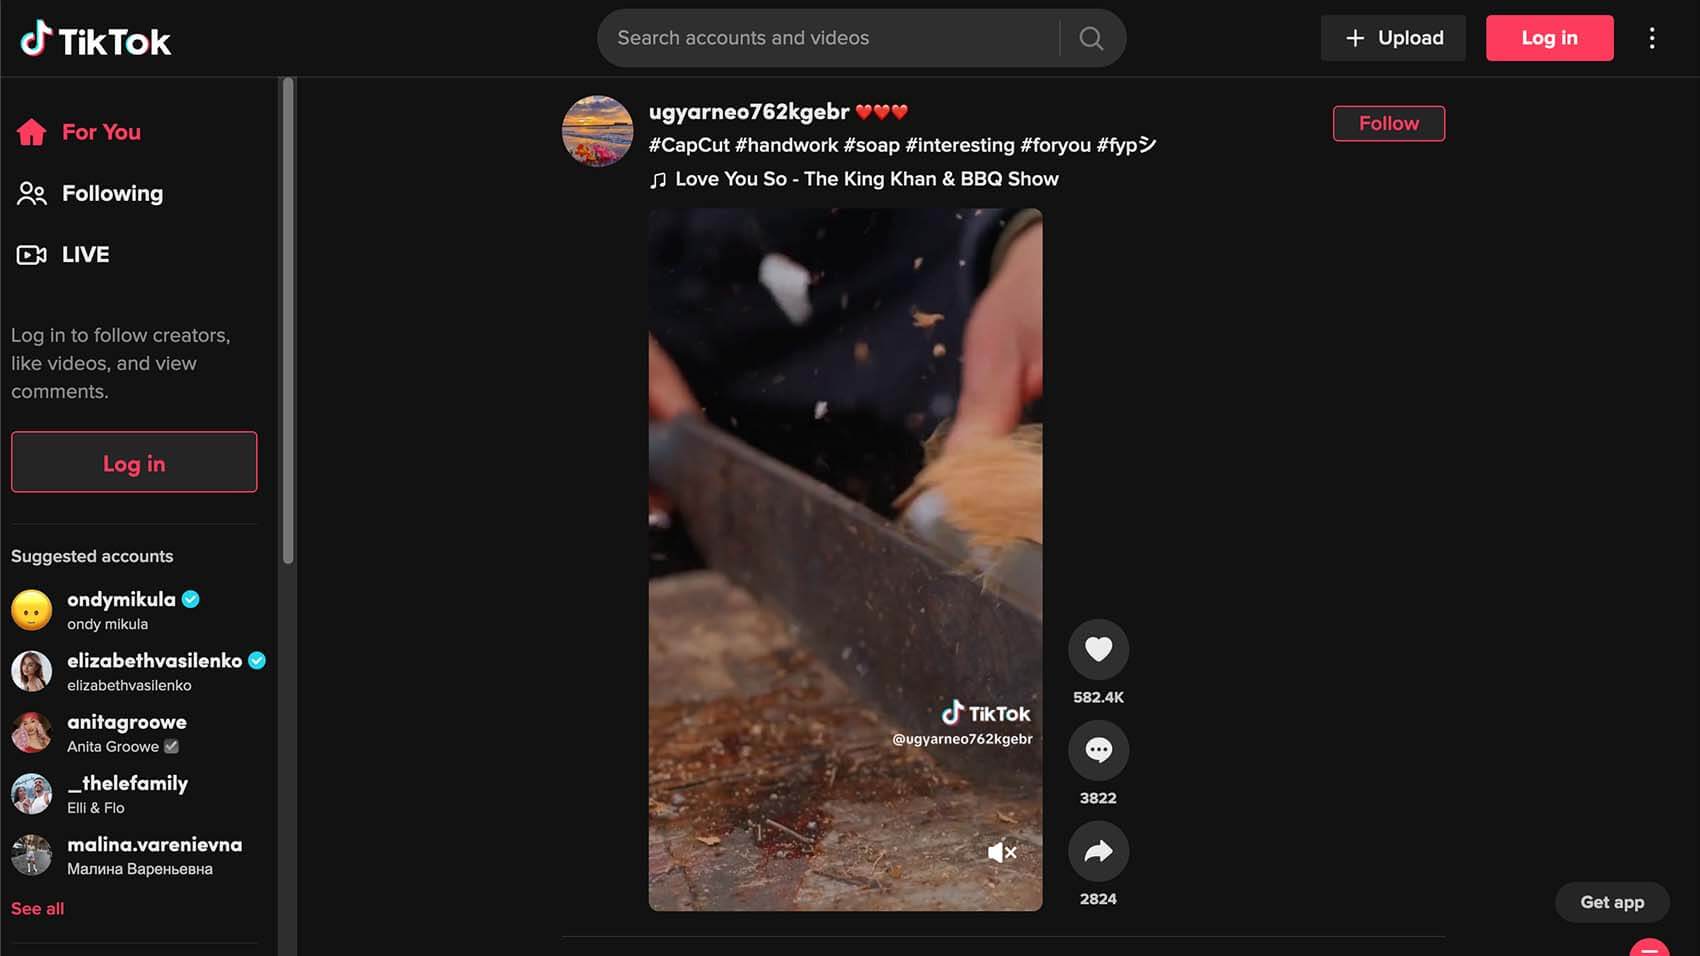 TikTok
Search accounts and videos
Upload
Log in
For You
Following
LIVE
Log in to follow creators,
like videos, and view
comments.
Log in
Suggested accounts
ondymikula
ondy mikula
elizabethvasilenko
elizabethvasilenko
anitagroowe
Anita Groowe
_thelefamily
Elli & Flo
malina.varenievna
Малина Вареньевна
See all
ugyarneo762kgebr ❤️❤️❤️
#CapCut #handwork #soap #interesting #foryou #fypシ
Love You So - The King Khan & BBQ Show
Follow
TikTok
@ugyarneo762kgebr
582.4K
3822
2824
Get app